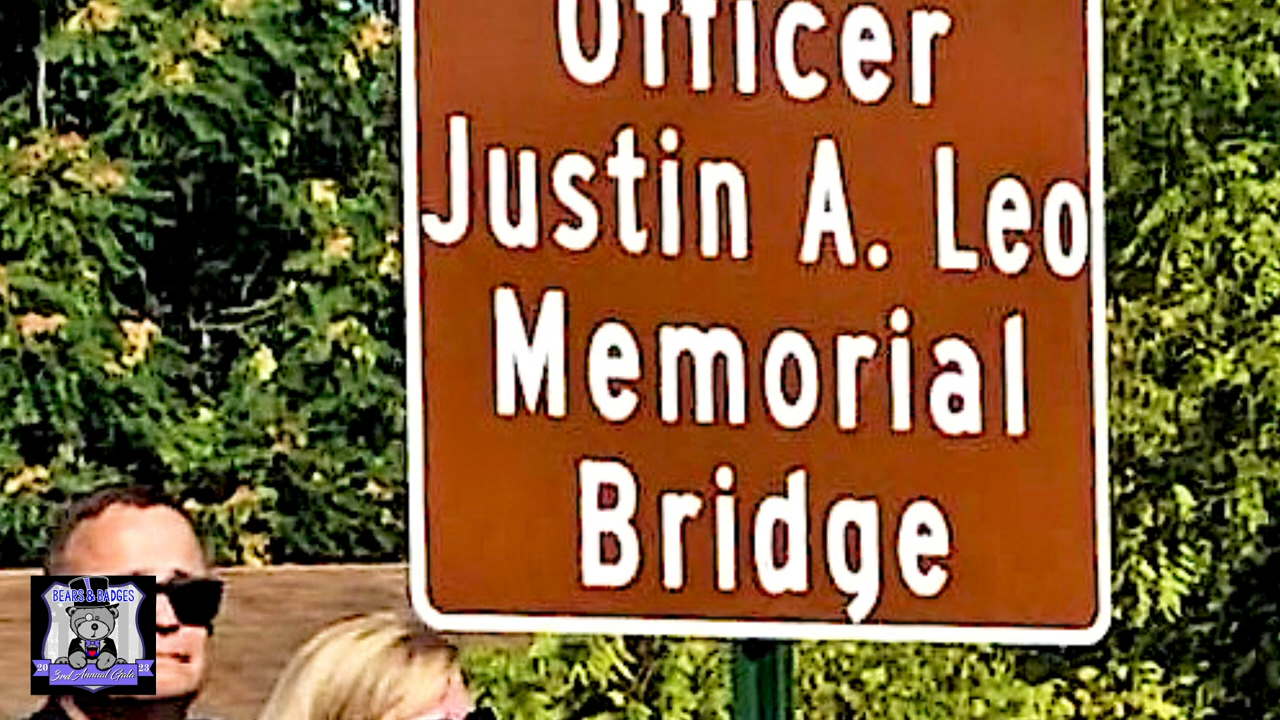 Officer
Justin A. Leo
Memorial
Bridge
BEARS & BADGES
20 23
3rd Annual Gala